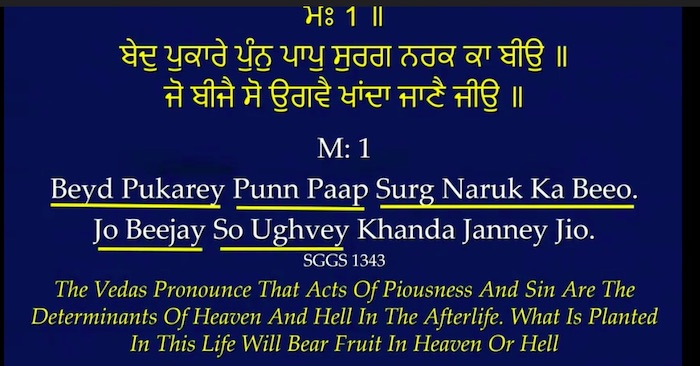 ਮਃ 1 ॥
ਬੇਦੁ ਪੁਕਾਰੇ ਪੁੰਨੁ ਪਾਪੁ ਸੁਰਗ ਨਰਕ ਕਾ ਬੀਉ ॥
ਜੋ ਬੀਜੈ ਸੋ ਉਗਵੈ ਖਾਂਦਾ ਜਾਣੈ ਜੀਉ ॥
M: 1
Beyd Pukarey Punn Paap Surg Naruk Ka Beeo.
Jo Beejay So Ughvey Khanda Janney Jio.
SGGS 1343
The Vedas Pronounce That Acts Of Piousness And Sin Are The
Determinants Of Heaven And Hell In The Afterlife. What Is Planted
In This Life Will Bear Fruit In Heaven Or Hell